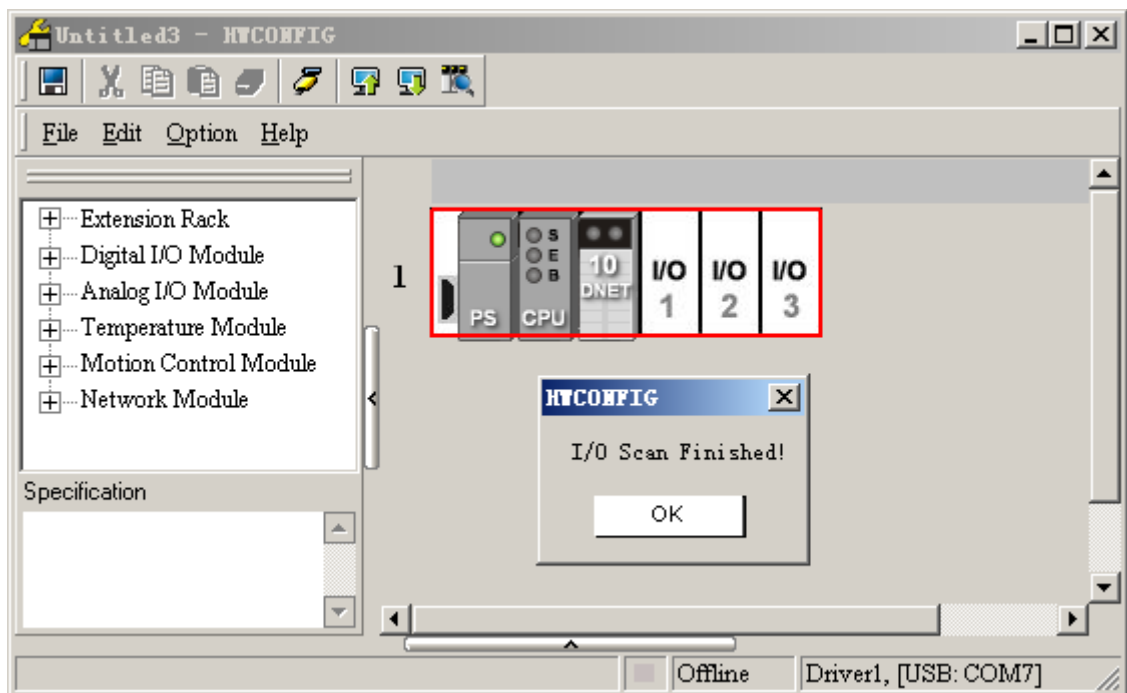 Untitled3 - HWCONFIG
File Edit Option Help
Extension Rack
Digital I/O Module
Analog I/O Module
Temperature Module
Motion Control Module
Network Module
Specification
1
PS
S
E
B
CPU
10
DNET
I/O
1
I/O
2
I/O
3
HWCONFIG
I/O Scan Finished!
OK
Offline
Driver1, [USB: COM7]